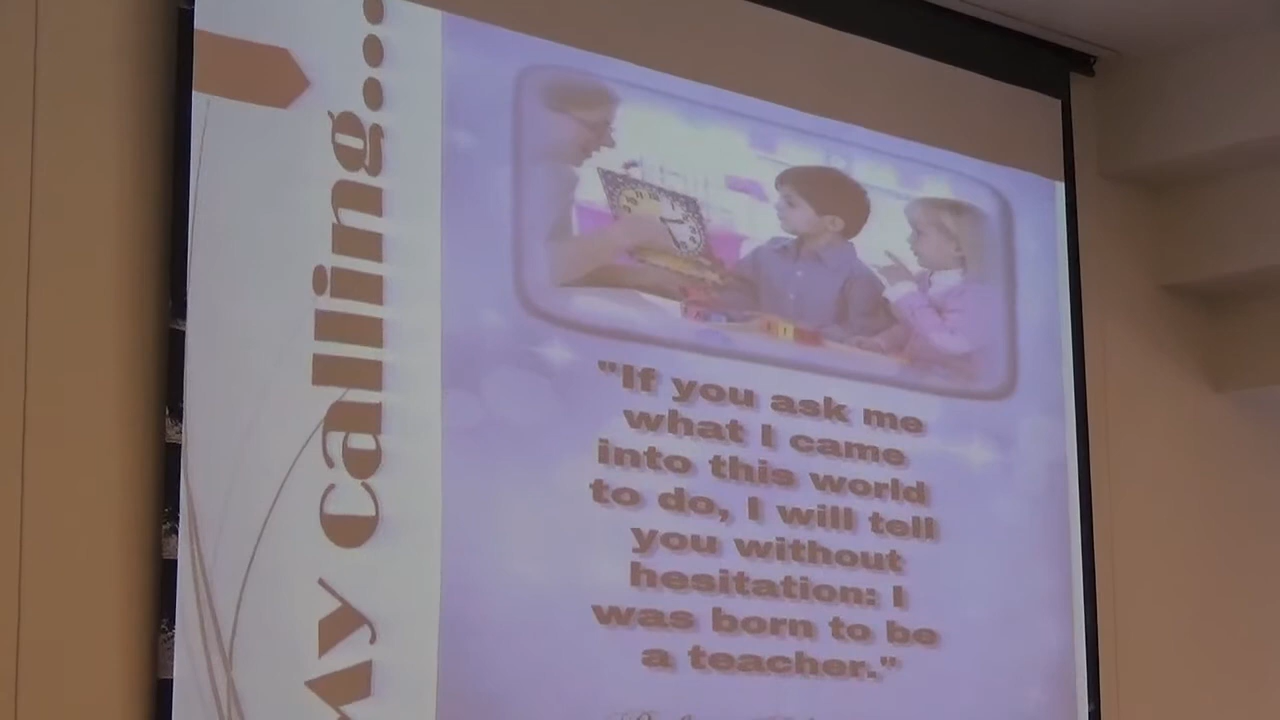 My calling...
"If you ask me
what I came
into this world
to do, I will tell
you without
hesitation: I
was born to be
a teacher."